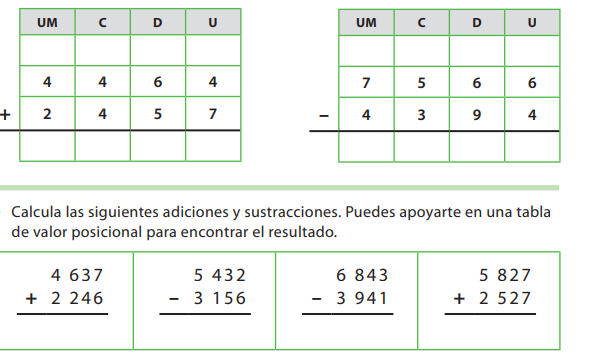 UM C D U
4 4 6 4
+ 2 4 5 7
UM C D U
7 5 6 6
– 4 3 9 4
Calcula las siguientes adiciones y sustracciones. Puedes apoyarte en una tabla
de valor posicional para encontrar el resultado.
4 637
+ 2 246
5 432
– 3 156
6 843
– 3 941
5 827
+ 2 527